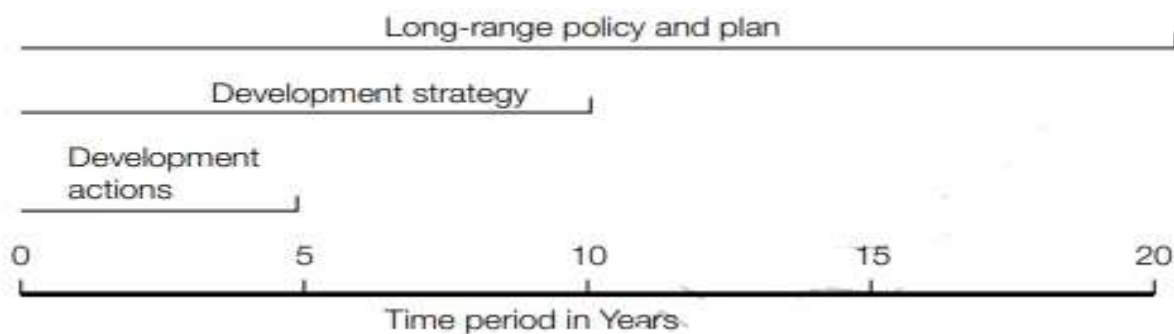 Long-range policy and plan
Development strategy
Development
actions
0 5 10 15 20
Time period in Years